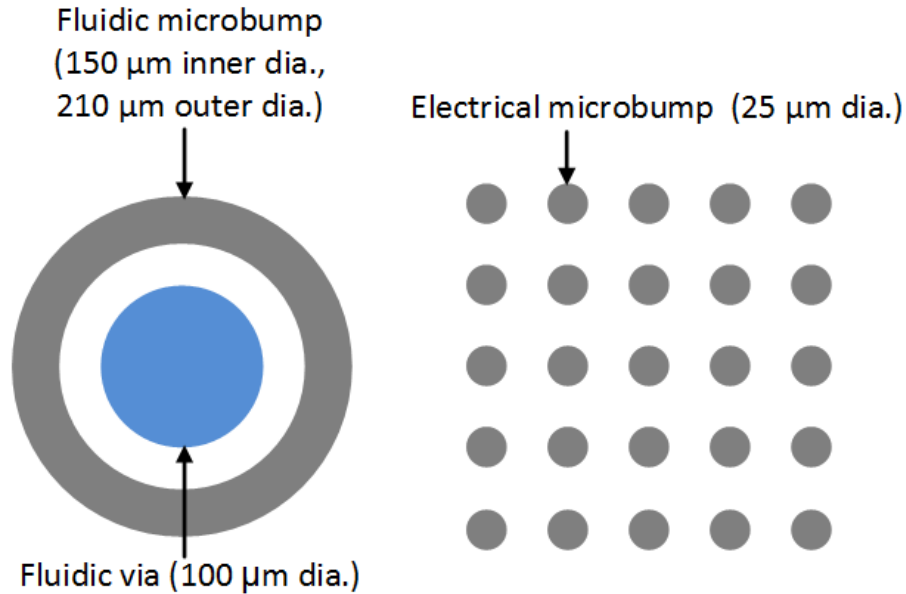 Fluidic microbump
(150 µm inner dia.,
210 µm outer dia.)
Electrical microbump (25 µm dia.)
Fluidic via (100 µm dia.)